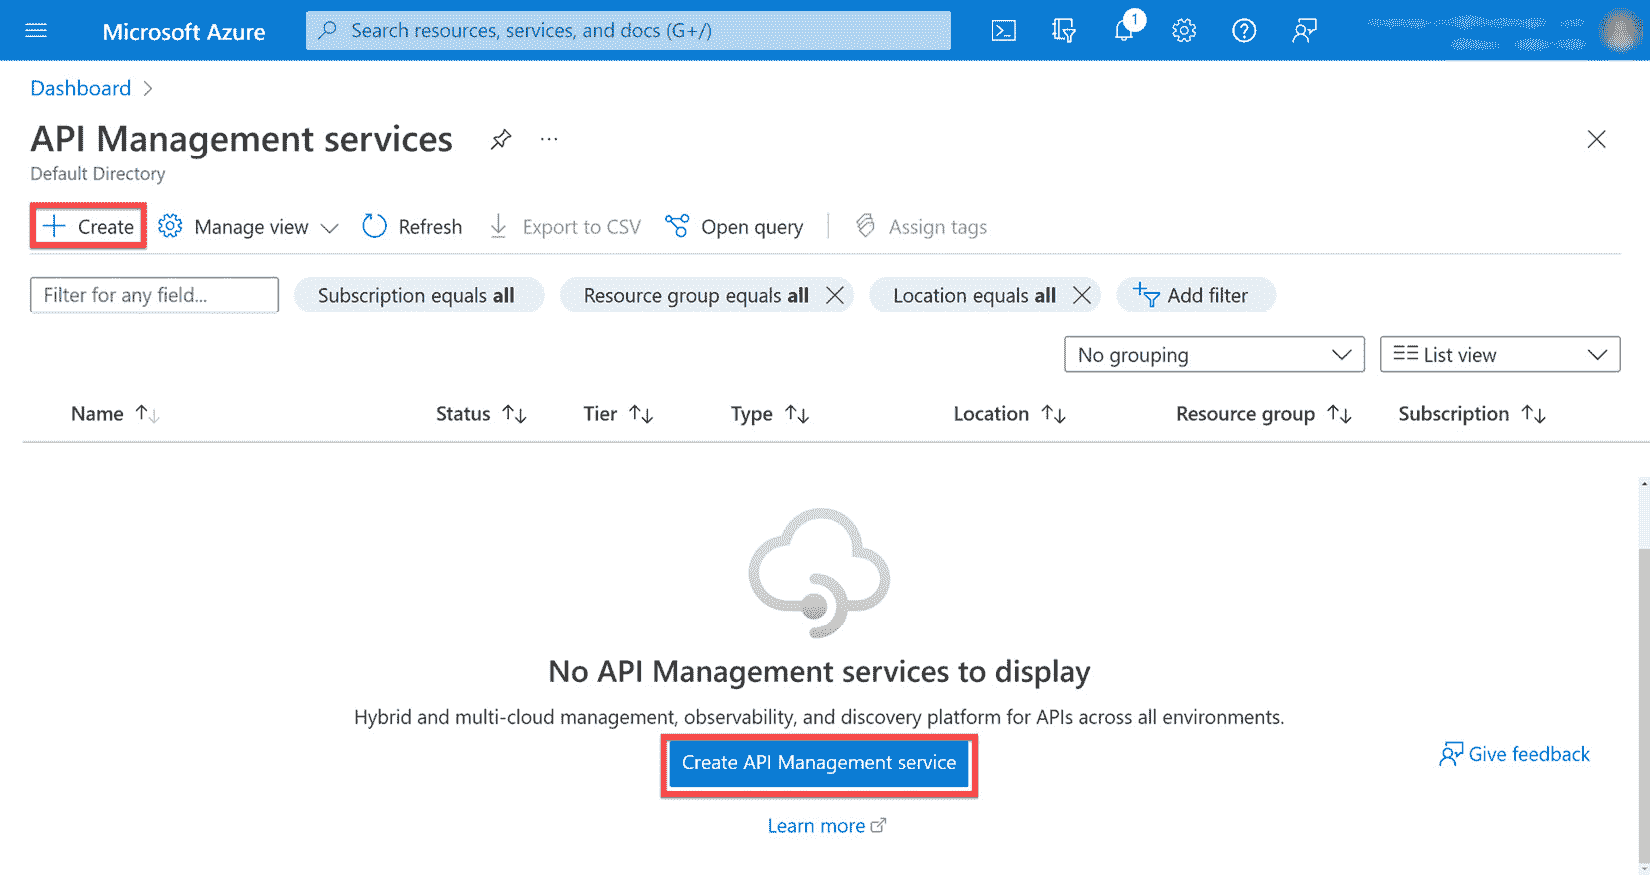 Microsoft Azure
Search resources, services, and docs (G+/)
1
Dashboard
API Management services
...
Default Directory
Create
Manage view
Refresh
Export to CSV
Open query
Assign tags
Filter for any field...
Subscription equals all
Resource group equals all
Location equals all
Add filter
No grouping
List view
Name
Status
Tier
Type
Location
Resource group
Subscription
No API Management services to display
Hybrid and multi-cloud management, observability, and discovery platform for APIs across all environments.
Create API Management service
Give feedback
Learn more